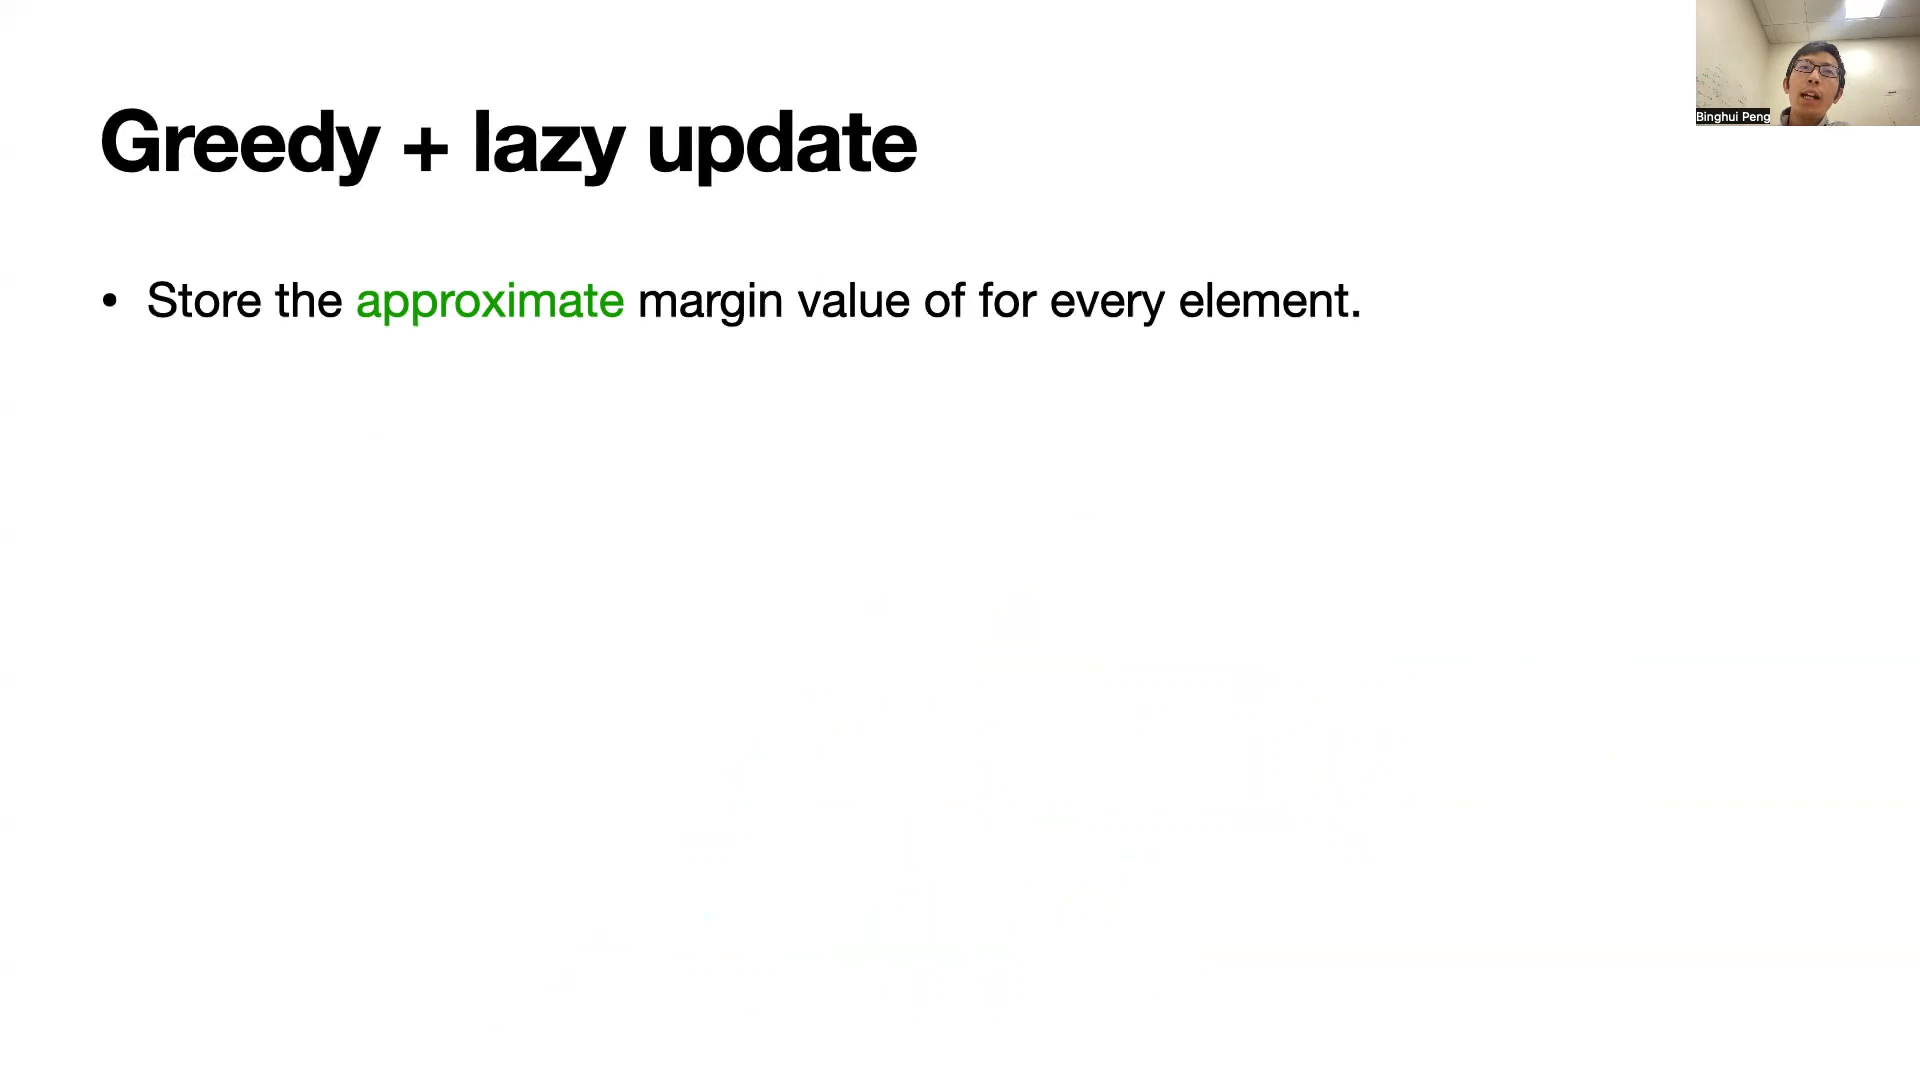 Binghui Peng
Greedy + lazy update
• Store the approximate margin value of for every element.